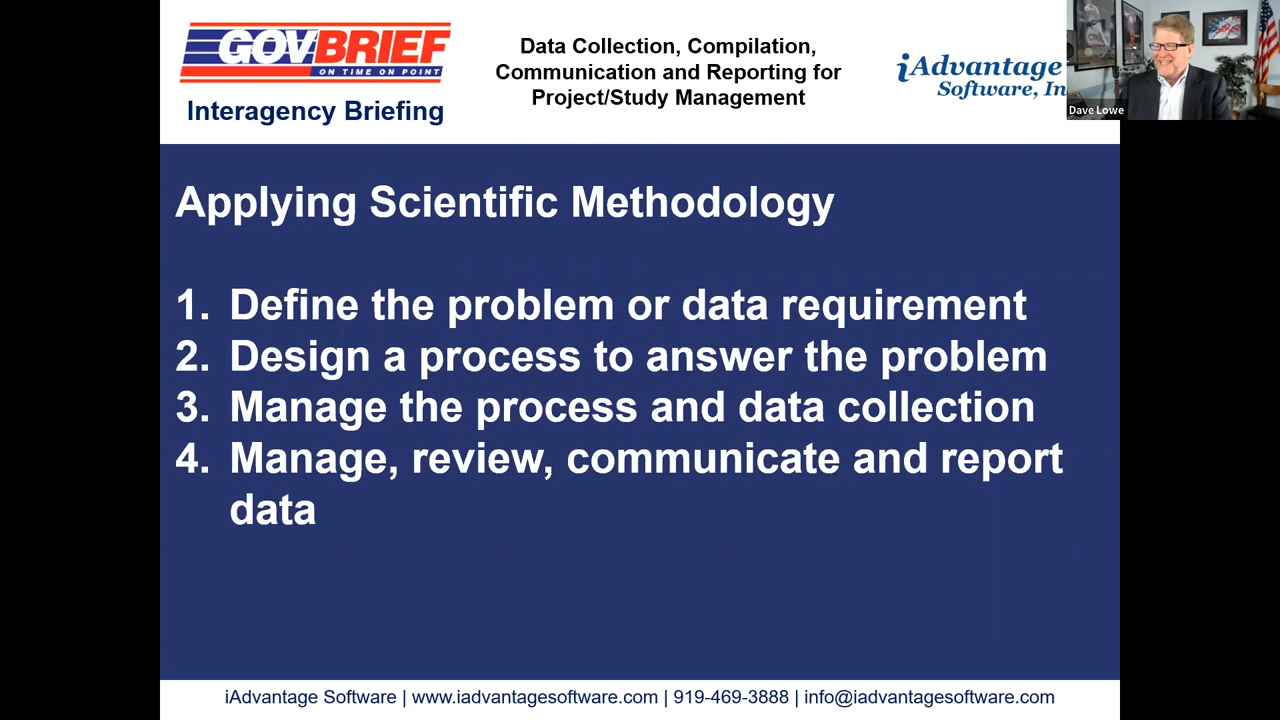 GOVBRIEF
ON TIME ON POINT
Interagency Briefing
Data Collection, Compilation,
Communication and Reporting for
Project/Study Management
iAdvantage
Software, In
Dave Lowe
Applying Scientific Methodology
1. Define the problem or data requirement
2. Design a process to answer the problem
3. Manage the process and data collection
4. Manage, review, communicate and report
data
iAdvantage Software | www.iadvantagesoftware.com | 919-469-3888 | info@iadvantagesoftware.com